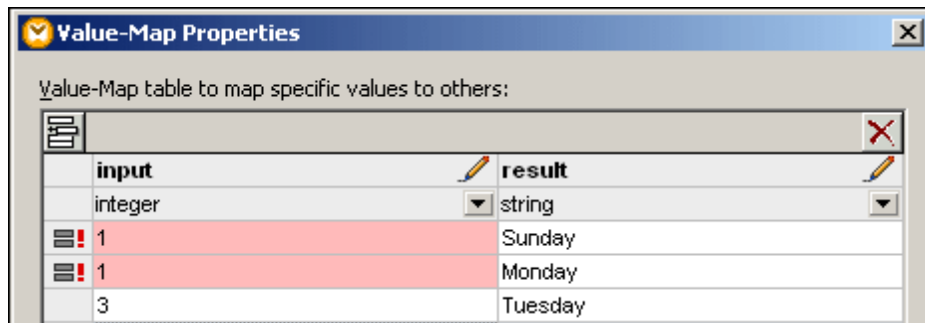 Value-Map Properties
Value-Map table to map specific values to others:
input result
integer string
1 Sunday
1 Monday
3 Tuesday